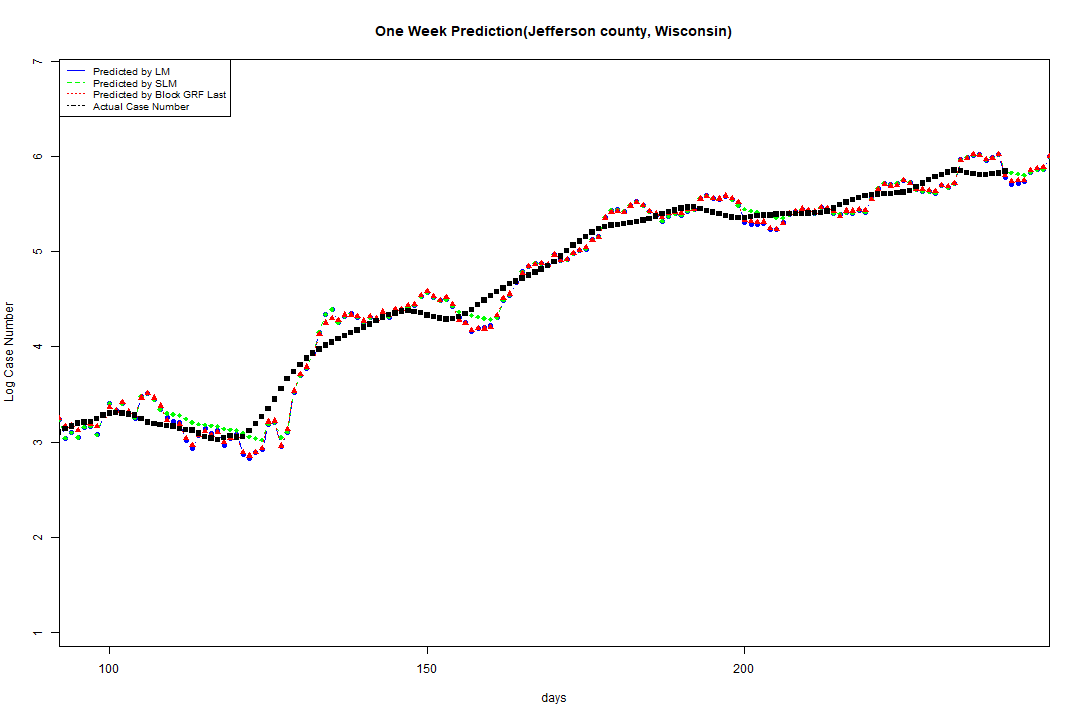 One Week Prediction(Jefferson county, Wisconsin)
Predicted by LM
Predicted by SLM
Predicted by Block GRF Last
Actual Case Number
7
6
5
4
3
2
1
Log Case Number
100 150 200
days